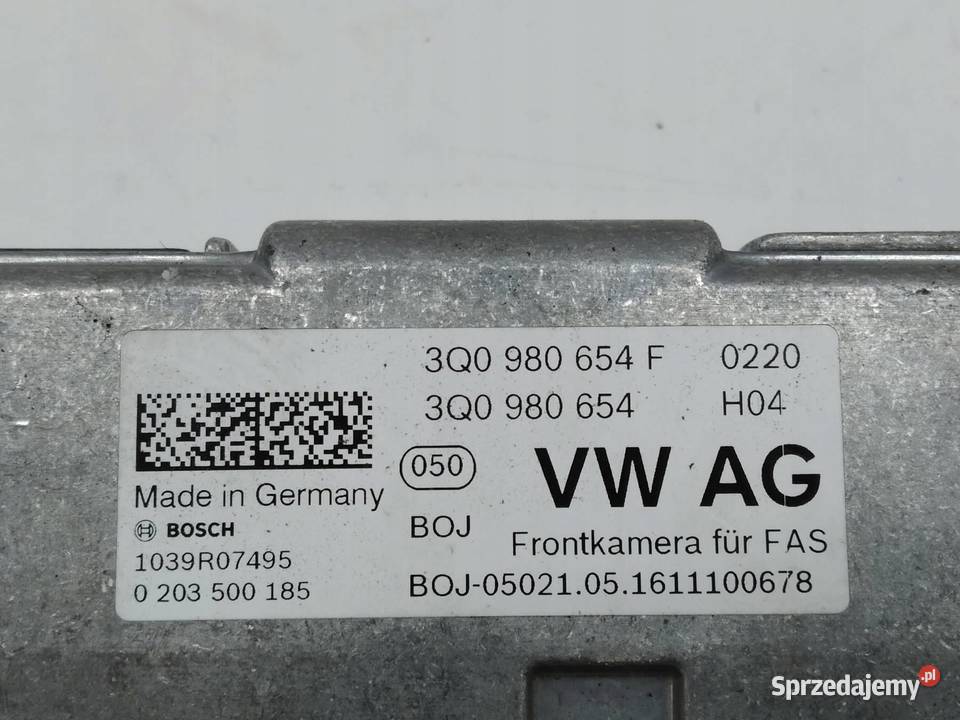 3Q0 980 654 F 0220
3Q0 980 654 H04
050
VW AG
Made in Germany
BOSCH
BOJ
Frontkamera für FAS
1039R07495
0 203 500 185
BOJ-05021.05.1611100678
Sprzedajemy.pl